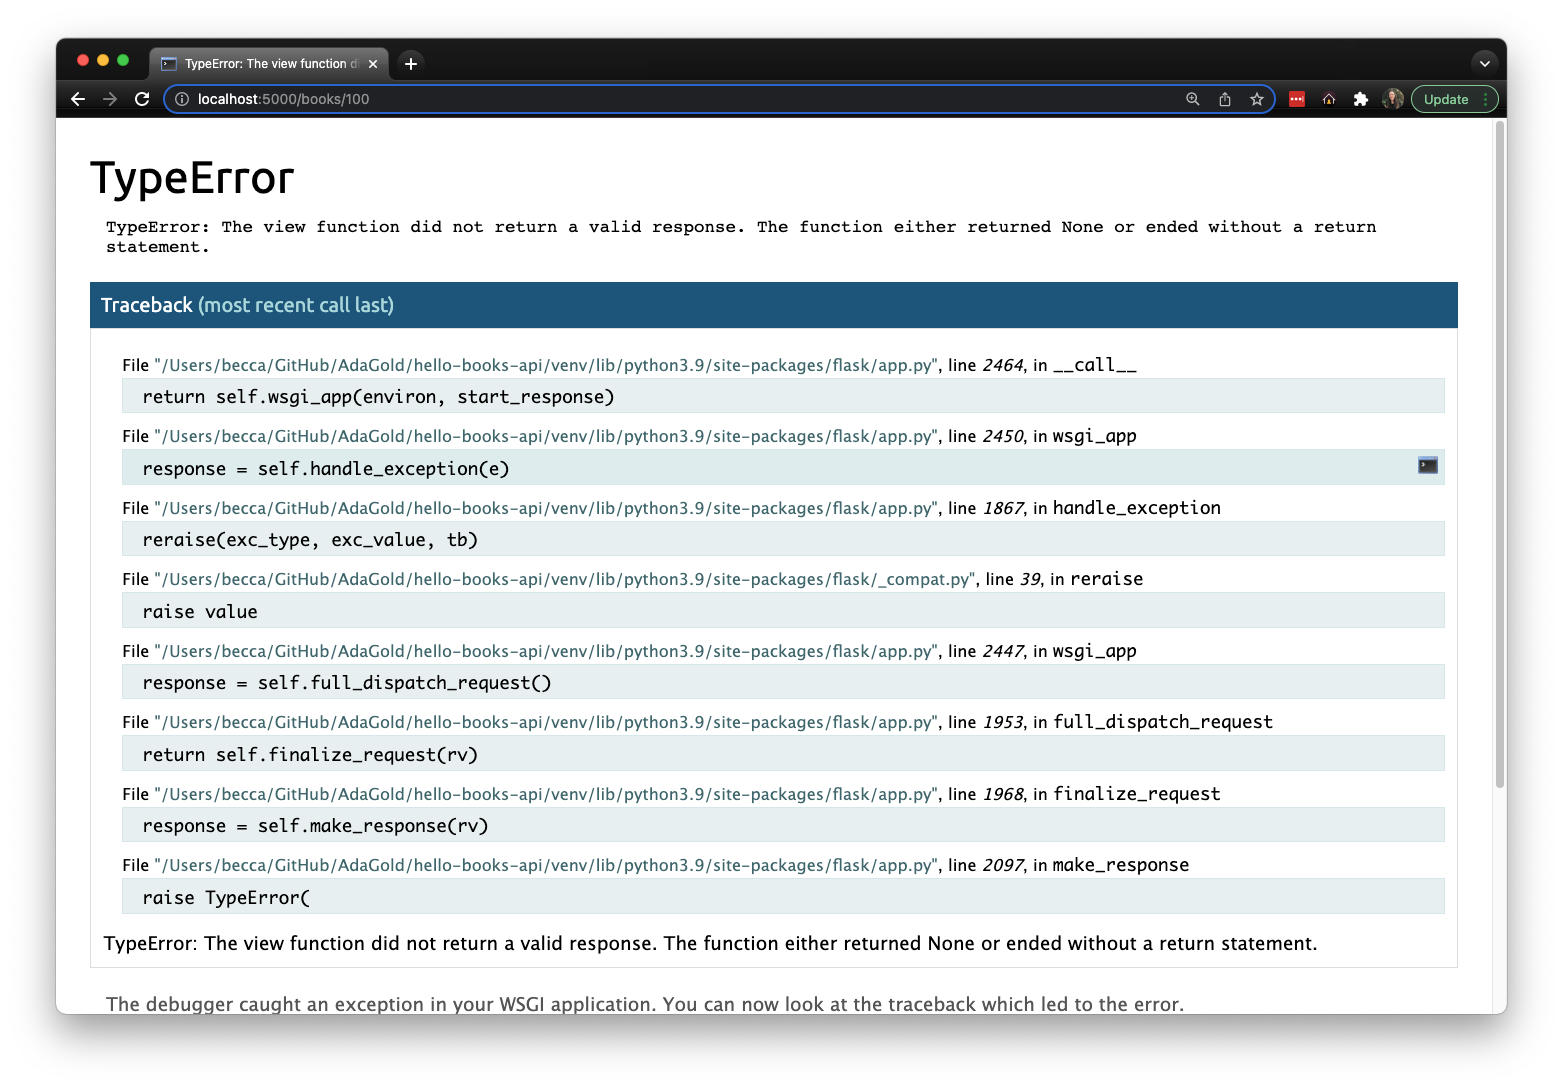 TypeError: The view function di
localhost:5000/books/100
Update
TypeError
TypeError: The view function did not return a valid response. The function either returned None or ended without a return
statement.
Traceback (most recent call last)
File "/Users/becca/GitHub/AdaGold/hello-books-api/venv/lib/python3.9/site-packages/flask/app.py", line 2464, in __call__
return self.wsgi_app(environ, start_response)
File "/Users/becca/GitHub/AdaGold/hello-books-api/venv/lib/python3.9/site-packages/flask/app.py", line 2450, in wsgi_app
response = self.handle_exception(e)
File "/Users/becca/GitHub/AdaGold/hello-books-api/venv/lib/python3.9/site-packages/flask/app.py", line 1867, in handle_exception
reraise(exc_type, exc_value, tb)
File "/Users/becca/GitHub/AdaGold/hello-books-api/venv/lib/python3.9/site-packages/flask/_compat.py", line 39, in reraise
raise value
File "/Users/becca/GitHub/AdaGold/hello-books-api/venv/lib/python3.9/site-packages/flask/app.py", line 2447, in wsgi_app
response = self.full_dispatch_request()
File "/Users/becca/GitHub/AdaGold/hello-books-api/venv/lib/python3.9/site-packages/flask/app.py", line 1953, in full_dispatch_request
return self.finalize_request(rv)
File "/Users/becca/GitHub/AdaGold/hello-books-api/venv/lib/python3.9/site-packages/flask/app.py", line 1968, in finalize_request
response = self.make_response(rv)
File "/Users/becca/GitHub/AdaGold/hello-books-api/venv/lib/python3.9/site-packages/flask/app.py", line 2097, in make_response
raise TypeError(
TypeError: The view function did not return a valid response. The function either returned None or ended without a return statement.
The debugger caught an exception in your WSGI application. You can now look at the traceback which led to the error.